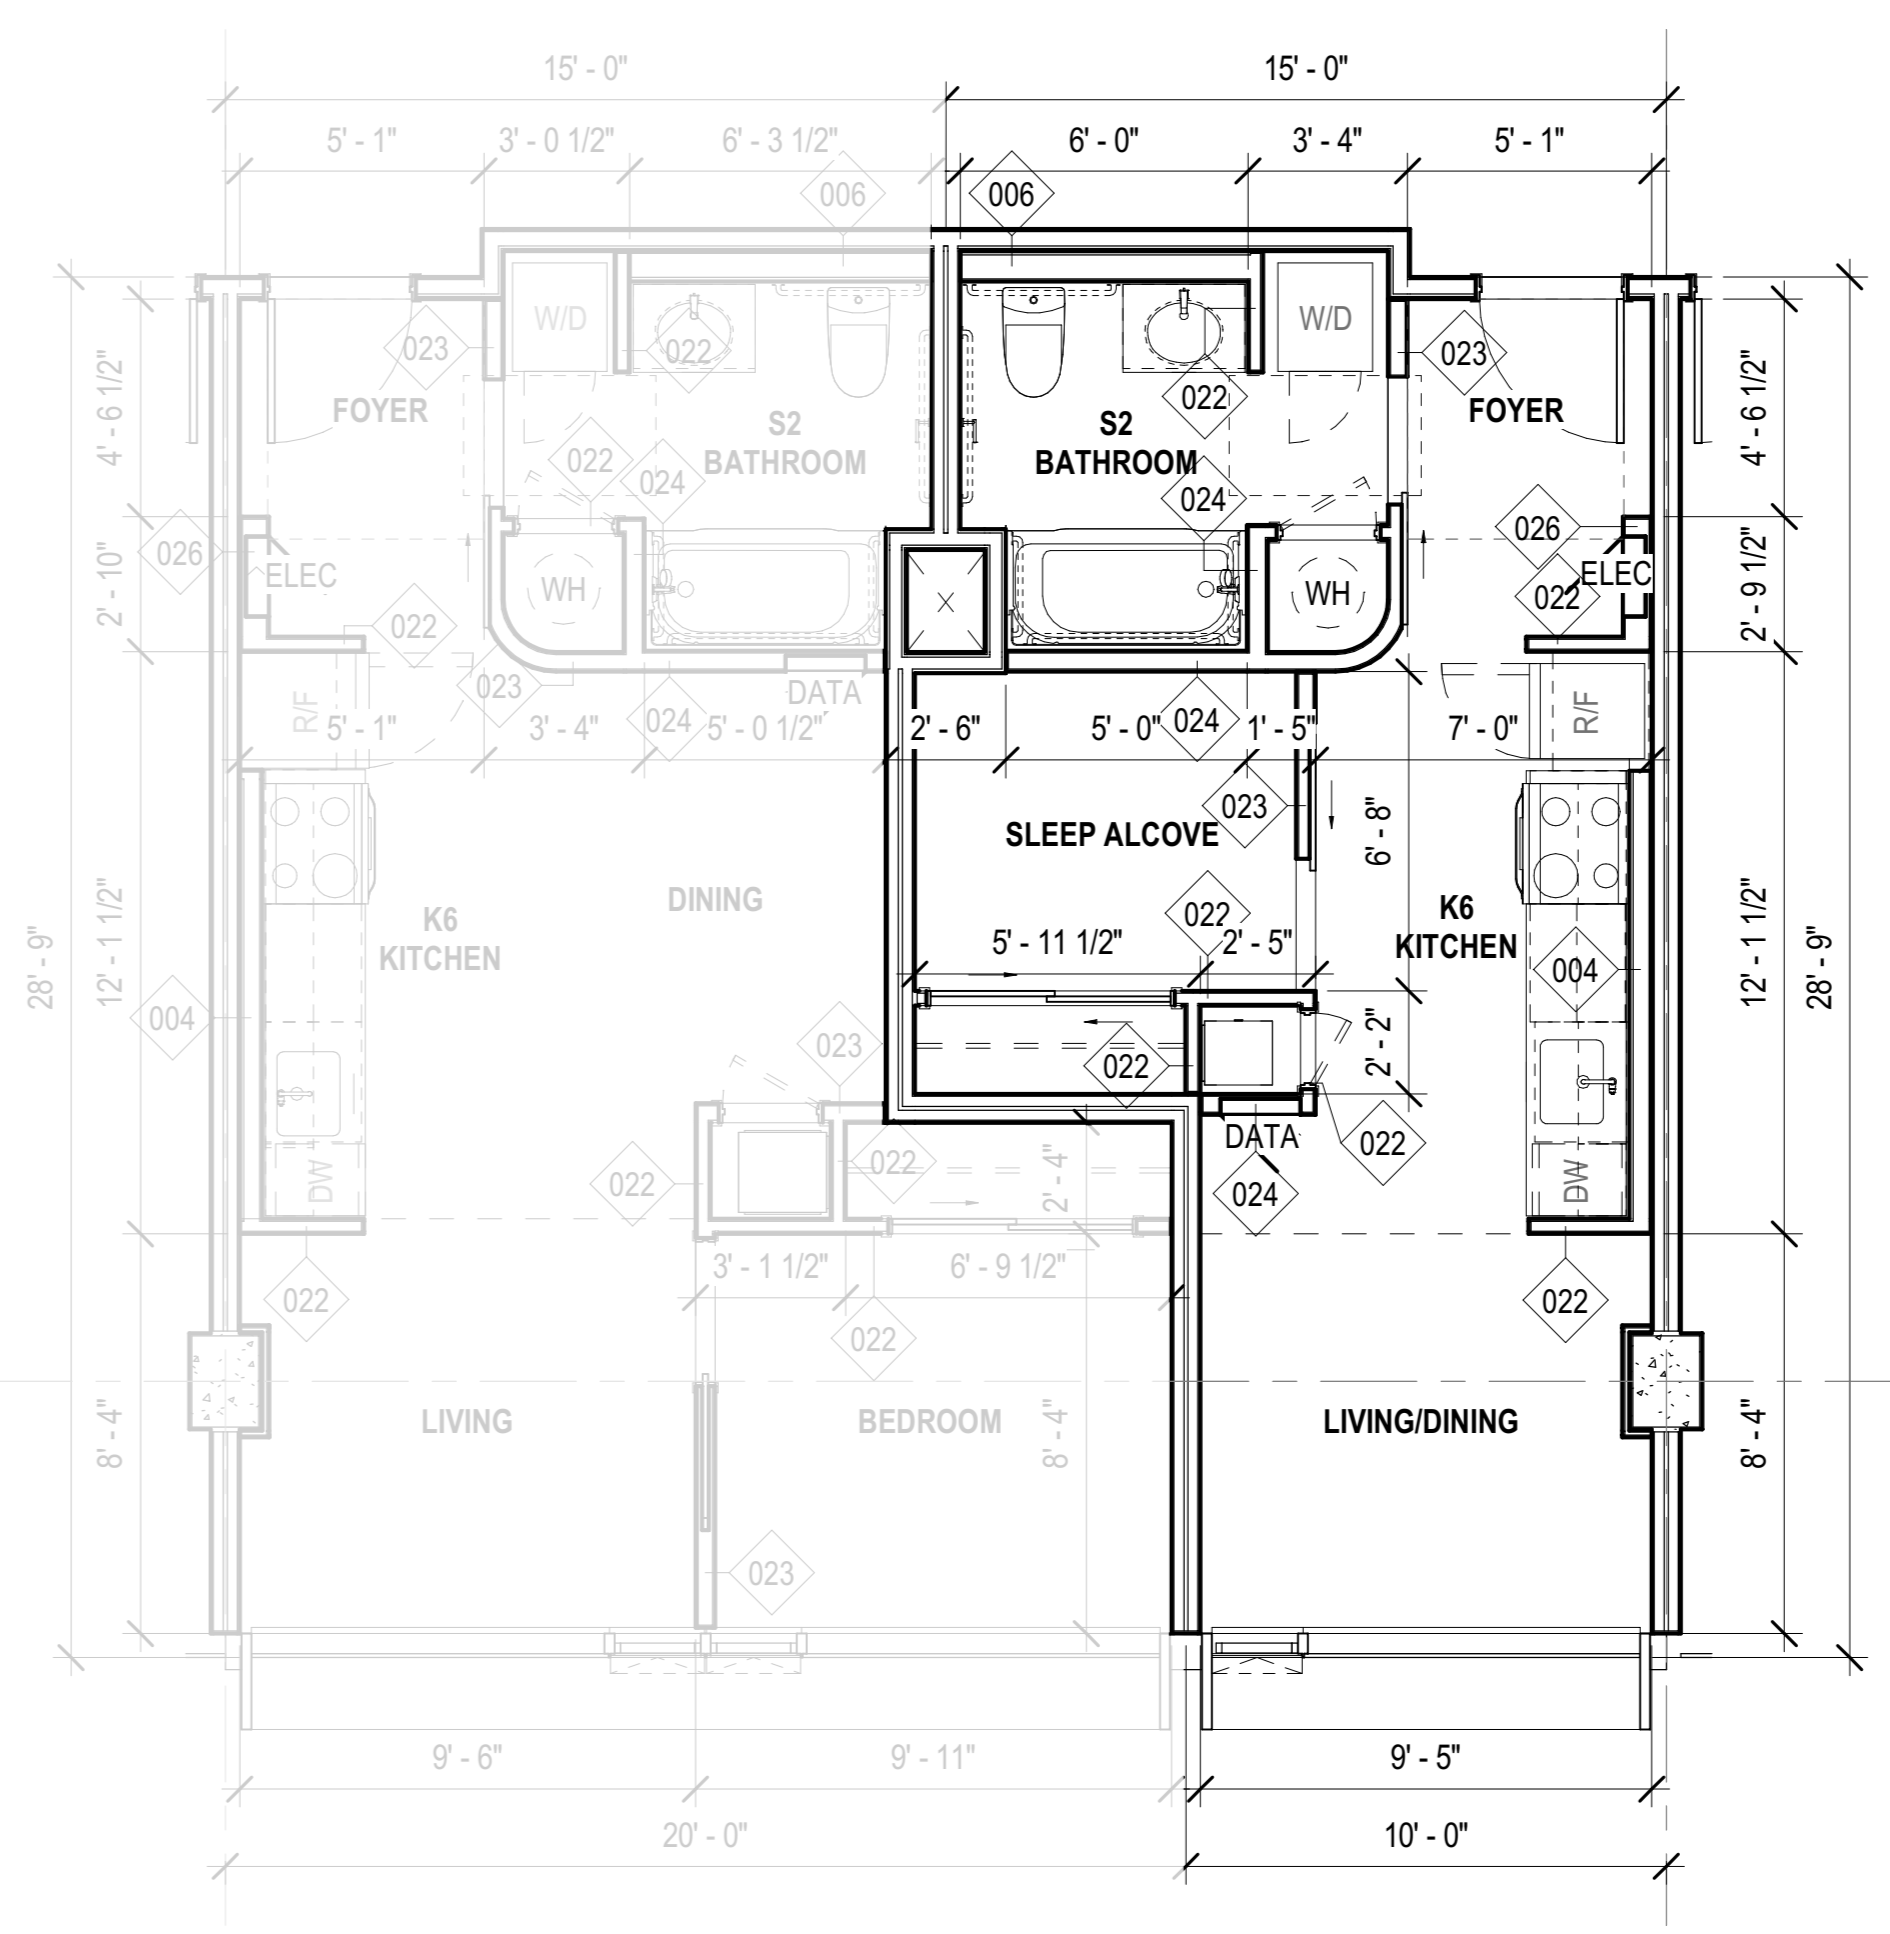 15' - 0"
15' - 0"
5' - 1"
3' - 0 1/2"
6' - 3 1/2"
6' - 0"
3' - 4"
5' - 1"
006
006
W/D
W/D
023
022
022
023
FOYER
S2
BATHROOM
S2
BATHROOM
FOYER
4' - 6 1/2"
4' - 6 1/2"
022
024
024
026
026
2' - 10"
2' - 9 1/2"
ELEC
WH
WH
ELEC
022
022
R/F
023
DATA
R/F
5' - 1"
3' - 4"
024
5' - 0 1/2"
2' - 6"
5' - 0"
024
1' - 5"
7' - 0"
023
SLEEP ALCOVE
6' - 8"
DINING
K6
KITCHEN
022
K6
KITCHEN
5' - 11 1/2"
2' - 5"
28' - 9"
12' - 1 1/2"
12' - 1 1/2"
28' - 9"
004
004
023
022
2' - 2"
DATA
022
DW
022
022
2' - 4"
024
DW
3' - 1 1/2"
6' - 9 1/2"
022
022
022
8' - 4"
LIVING
BEDROOM
8' - 4"
LIVING/DINING
8' - 4"
023
9' - 6"
9' - 11"
9' - 5"
20' - 0"
10' - 0"